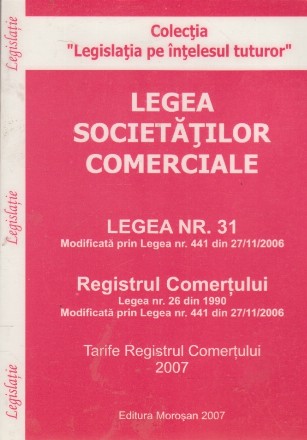 Colecția
"Legislația pe înțelesul tuturor"
LEGEA
SOCIETĂȚILOR
COMERCIALE
LEGEA NR. 31
Modificată prin Legea nr. 441 din 27/11/2006
Registrul Comerțului
Legea nr. 26 din 1990
Modificată prin Legea nr. 441 din 27/11/2006
Tarife Registrul Comerțului
2007
Editura Moroșan 2007
Legislație
Legislație
Legislație